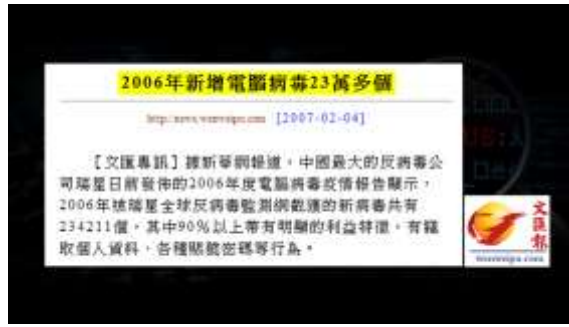 2006年新增電腦病毒23萬多個
http://news.wenweipo.com [2007-02-04]
【文匯專訊】據新華網報道，中國最大的反病毒公
司瑞星日前發佈的2006年度電腦病毒疫情報告顯示，
2006年被瑞星全球反病毒監測網截獲的新病毒共有
234211個，其中90％以上帶有明顯的利益特徵，有竊
取個人資料、各種賬號密碼等行為。
文匯報
wenweipo.com